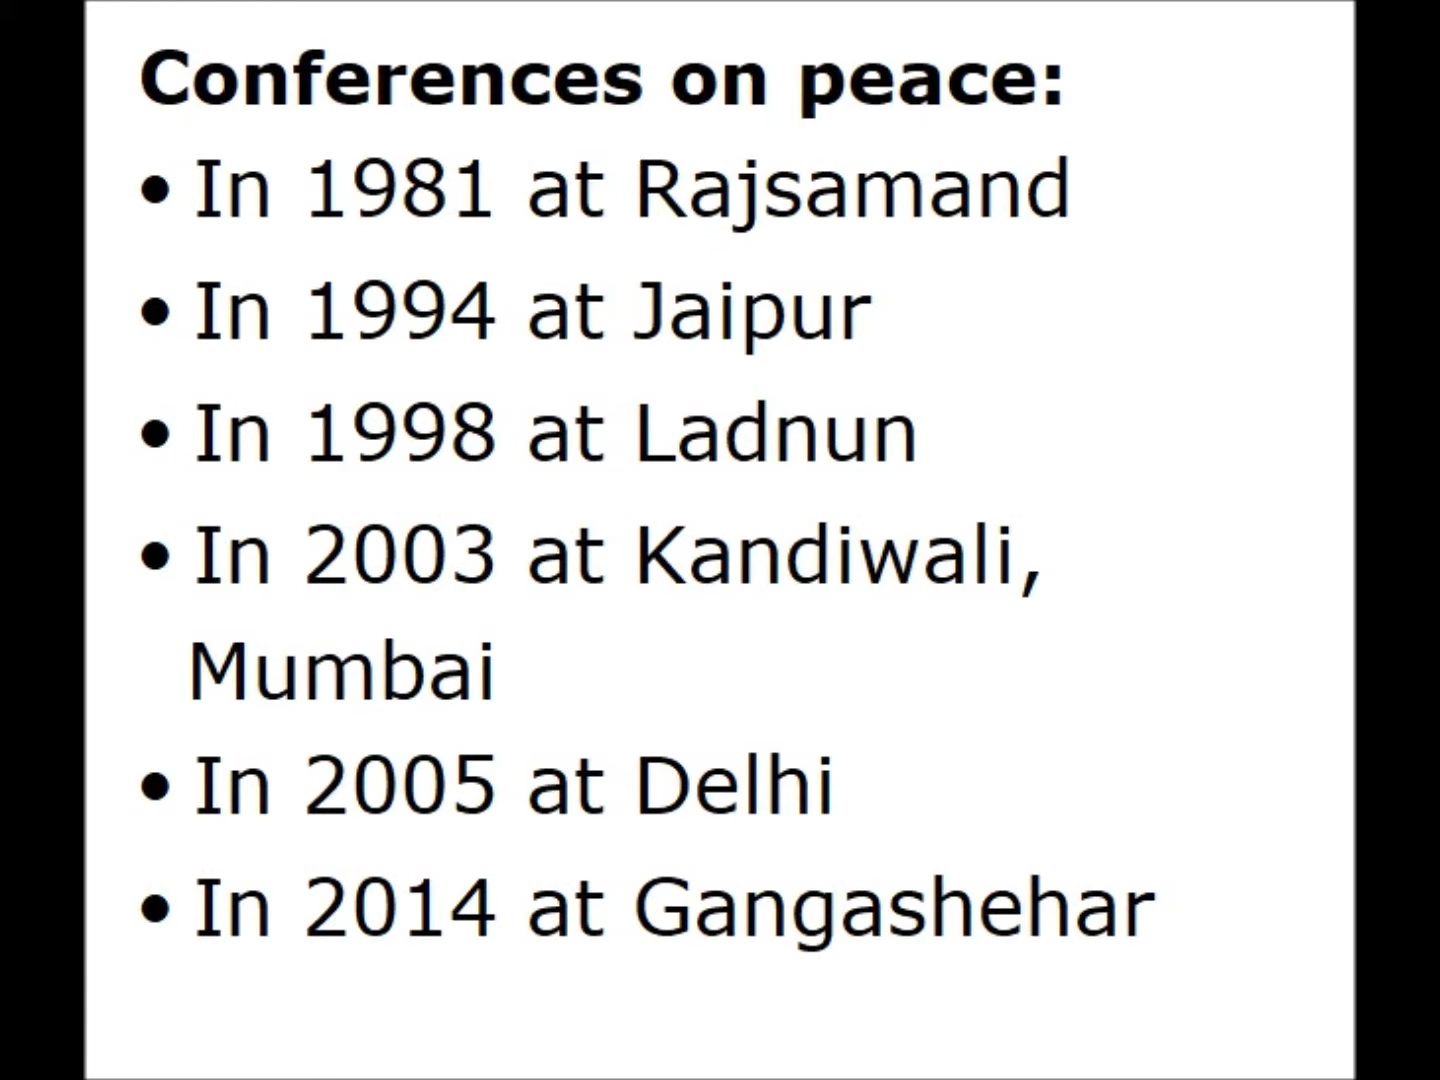 Conferences on peace:
• In 1981 at Rajsamand
• In 1994 at Jaipur
• In 1998 at Ladnun
• In 2003 at Kandiwali,
Mumbai
• In 2005 at Delhi
• In 2014 at Gangashehar